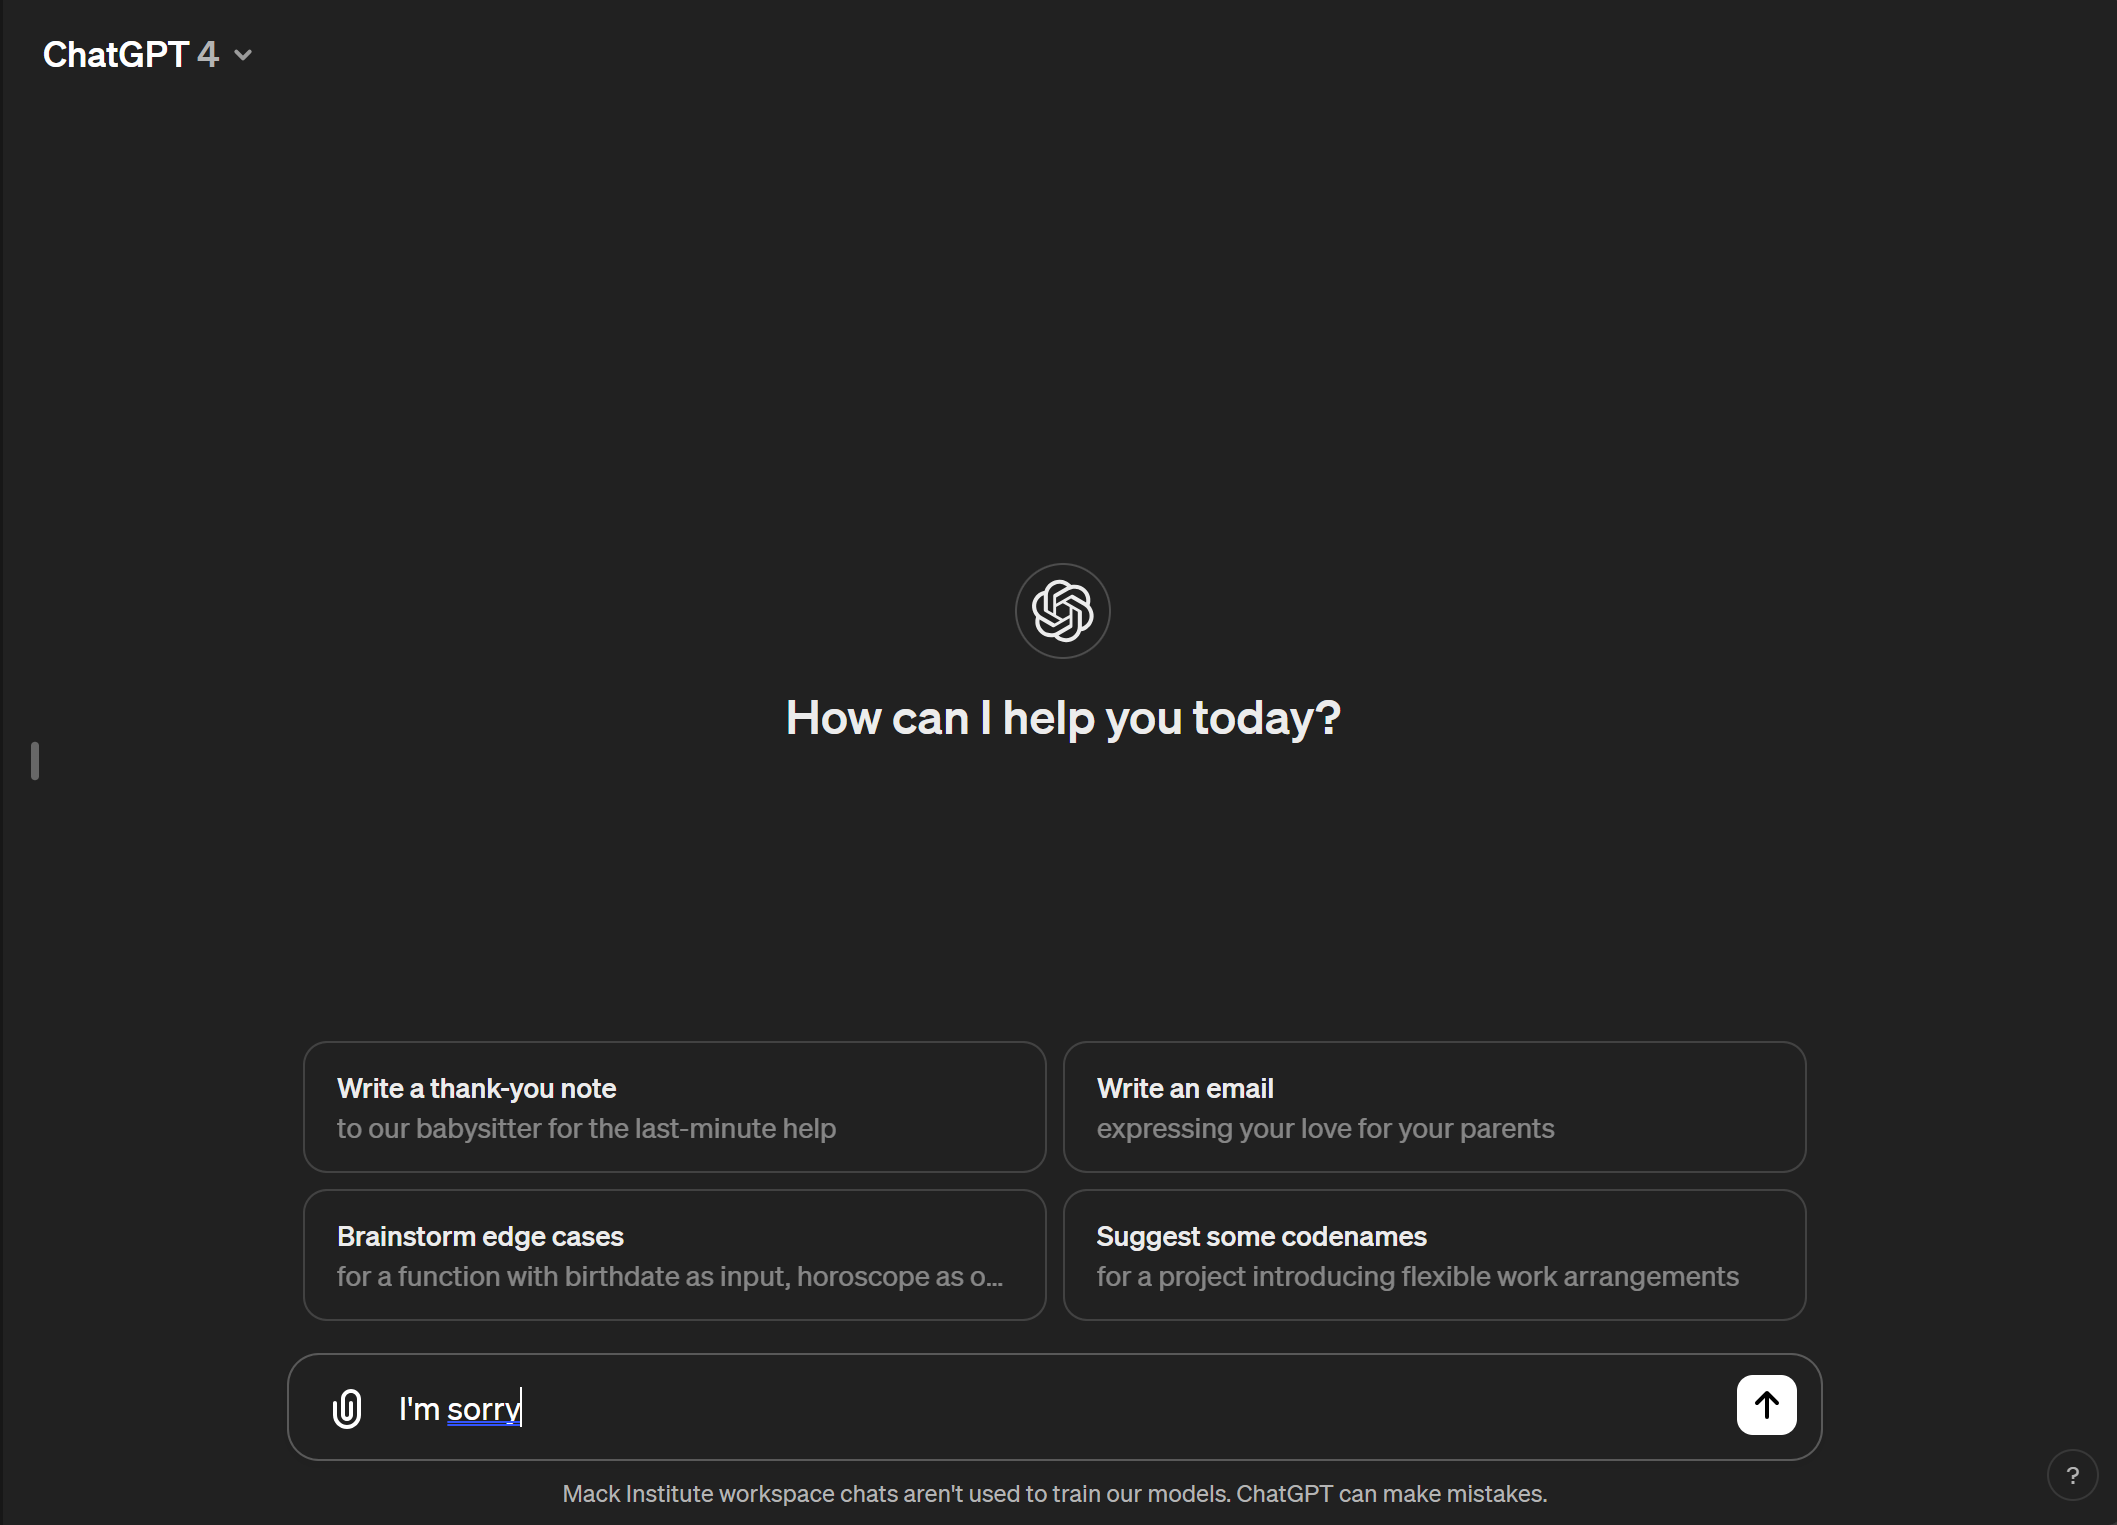 ChatGPT 4
How can I help you today?
Write a thank-you note
to our babysitter for the last-minute help
Write an email
expressing your love for your parents
Brainstorm edge cases
for a function with birthdate as input, horoscope as o...
Suggest some codenames
for a project introducing flexible work arrangements
I'm sorry
Mack Institute workspace chats aren't used to train our models. ChatGPT can make mistakes.
?